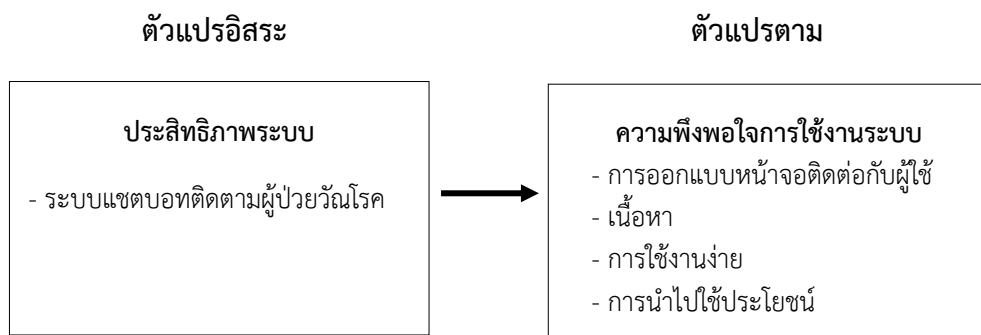 ตัวแปรอิสระ
ตัวแปรตาม
ประสิทธิภาพระบบ
- ระบบแชตบอทติดตามผู้ป่วยวัณโรค
ความพึงพอใจการใช้งานระบบ
- การออกแบบหน้าจอติดต่อกับผู้ใช้
- เนื้อหา
- การใช้งานง่าย
- การนำไปใช้ประโยชน์